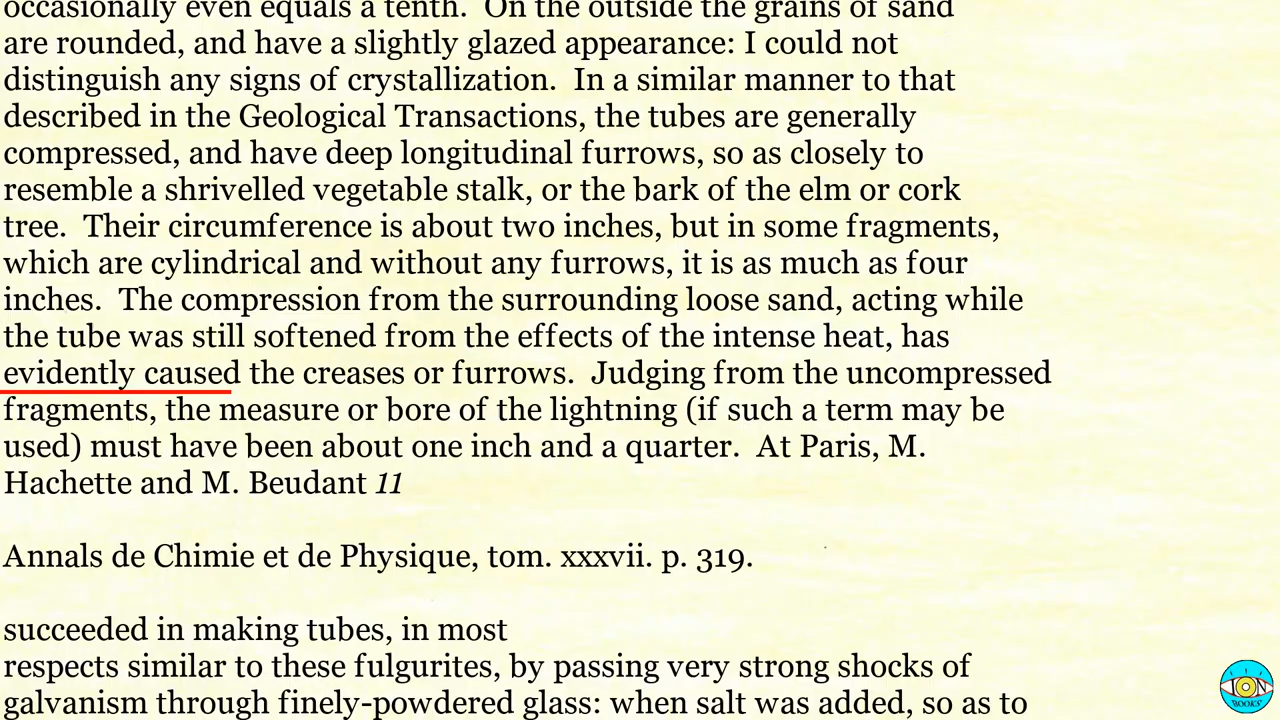 occasionally even equals a tenth.  On the outside the grains of sand
are rounded, and have a slightly glazed appearance: I could not
distinguish any signs of crystallization.  In a similar manner to that
described in the Geological Transactions, the tubes are generally
compressed, and have deep longitudinal furrows, so as closely to
resemble a shrivelled vegetable stalk, or the bark of the elm or cork
tree.  Their circumference is about two inches, but in some fragments,
which are cylindrical and without any furrows, it is as much as four
inches.  The compression from the surrounding loose sand, acting while
the tube was still softened from the effects of the intense heat, has
evidently caused the creases or furrows.  Judging from the uncompressed
fragments, the measure or bore of the lightning (if such a term may be
used) must have been about one inch and a quarter.  At Paris, M.
Hachette and M. Beudant 11
Annals de Chimie et de Physique, tom. xxxvii. p. 319.
succeeded in making tubes, in most
respects similar to these fulgurites, by passing very strong shocks of
galvanism through finely-powdered glass: when salt was added, so as to
ION
BOOKS